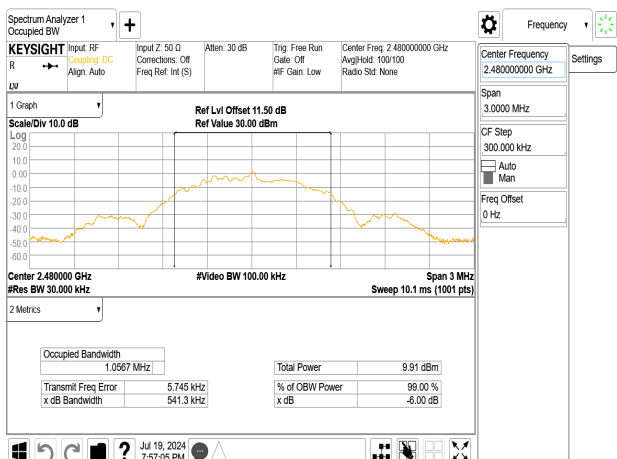 Spectrum Analyzer 1
Occupied BW
Frequency
KEYSIGHT Input: RF Input Z: 50 Ω Atten: 30 dB Trig: Free Run Center Freq: 2.480000000 GHz
R Coupling: DC Corrections: Off Gate: Off Avg|Hold: 100/100
Align: Auto Freq Ref: Int (S) #IF Gain: Low Radio Std: None
LXI
Center Frequency
2.480000000 GHz
Settings
Span
3.0000 MHz
CF Step
300.000 kHz
Auto
Man
Freq Offset
0 Hz
1 Graph
Ref Lvl Offset 11.50 dB
Scale/Div 10.0 dB Ref Value 30.00 dBm
Log
20.0
10.0
0.00
-10.0
-20.0
-30.0
-40.0
-50.0
-60.0
Center 2.480000 GHz #Video BW 100.00 kHz Span 3 MHz
#Res BW 30.000 kHz Sweep 10.1 ms (1001 pts)
2 Metrics
Occupied Bandwidth
1.0567 MHz
Total Power 9.91 dBm
Transmit Freq Error 5.745 kHz % of OBW Power 99.00 %
x dB Bandwidth 541.3 kHz x dB -6.00 dB
? Jul 19, 2024
7:57:05 PM